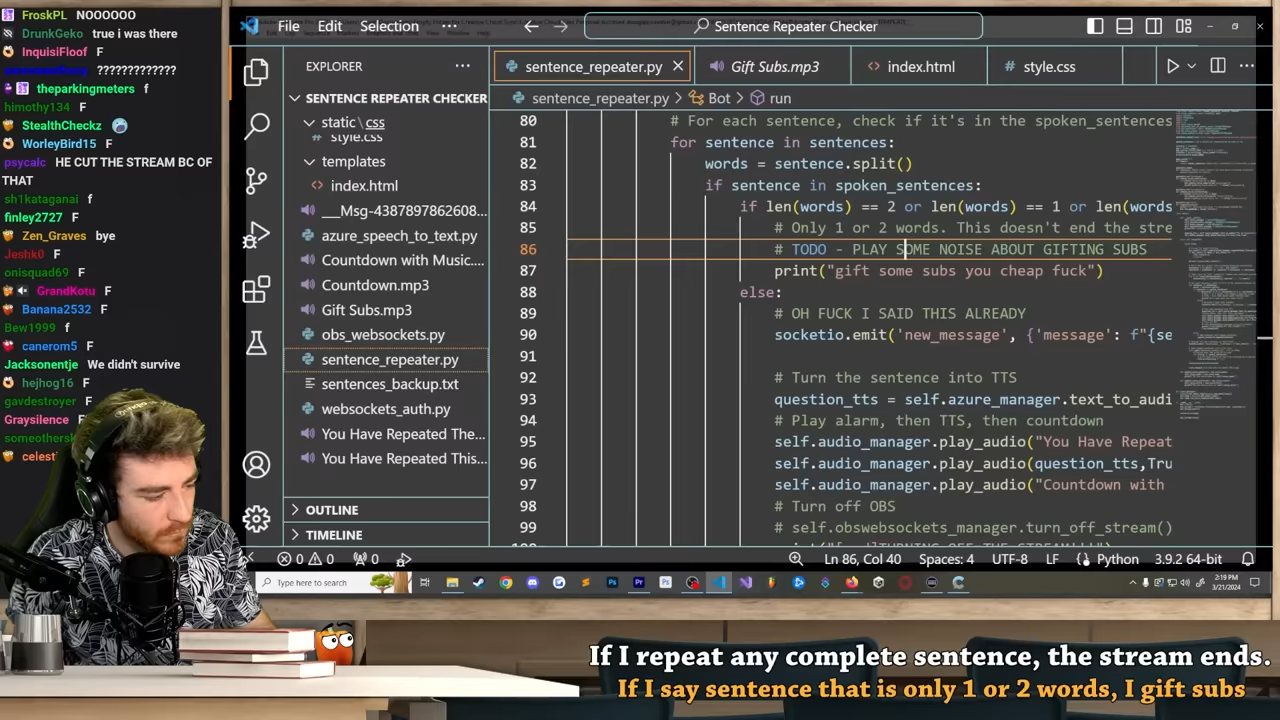 FroskPL NOOOOOO
DrunkGeko true i was there
InquisiFloof F
?????????????
theparkingmeters f
himothy134 F
StealthCheckz
WorleyBird15 F
psycalc HE CUT THE STREAM BC OF
THAT
sh1kataganai f
finley2727 F
Zen_Graves bye
Jeshk0 F
onisquad69 F
GrandKotu F
Banana2532 F
Bew1999 f
canerom5 F
Jacksonentje We didn't survive
hejhog16 F
gavdestroyer F
Graysilence F
File Edit Selection ··· Sentence Repeater Checker
EXPLORER ···
SENTENCE REPEATER CHECKER
static\css
style.css
templates
index.html
___Msg-4387897862608...
azure_speech_to_text.py
Countdown with Music....
Countdown.mp3
Gift Subs.mp3
obs_websockets.py
sentence_repeater.py
sentences_backup.txt
websockets_auth.py
You Have Repeated The...
You Have Repeated This...
OUTLINE
TIMELINE
sentence_repeater.py Gift Subs.mp3 index.html style.css
sentence_repeater.py > Bot > run
80 # For each sentence, check if it's in the spoken_sentences
81 for sentence in sentences:
82 words = sentence.split()
83 if sentence in spoken_sentences:
84 if len(words) == 2 or len(words) == 1 or len(words
85 # Only 1 or 2 words. This doesn't end the stre
86 # TODO - PLAY SOME NOISE ABOUT GIFTING SUBS
87 print("gift some subs you cheap fuck")
88 else:
89 # OH FUCK I SAID THIS ALREADY
90 socketio.emit('new_message', {'message': f"{se
91
92 # Turn the sentence into TTS
93 question_tts = self.azure_manager.text_to_audi
94 # Play alarm, then TTS, then countdown
95 self.audio_manager.play_audio("You Have Repeat
96 self.audio_manager.play_audio(question_tts,Tru
97 self.audio_manager.play_audio("Countdown with
98 # Turn off OBS
99 # self.obswebsockets_manager.turn_off_stream()
0 0 0 Ln 86, Col 40 Spaces: 4 UTF-8 LF Python 3.9.2 64-bit
Type here to search
2:19 PM
3/21/2024
If I repeat any complete sentence, the stream ends.
If I say sentence that is only 1 or 2 words, I gift subs